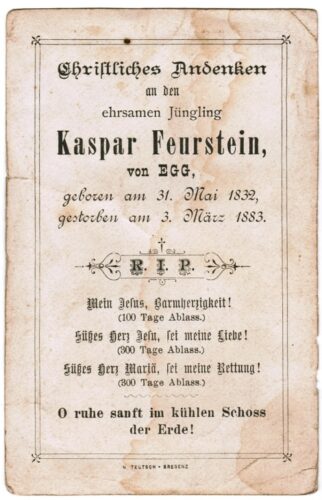 Christliches Andenken
an den
ehrsamen Jüngling
Kaspar Feurstein,
von EGG,
geboren am 31. Mai 1832,
gestorben am 3. März 1883.
R. I. P.
Mein Jesus, Barmherzigkeit!
(100 Tage Ablass.)
Süßes Herz Jesu, sei meine Liebe!
(300 Tage Ablass.)
Süßes Herz Mariä, sei meine Rettung!
(300 Tage Ablass.)
O ruhe sanft im kühlen Schoss
der Erde!
N. TEUTSCH - BREGENZ